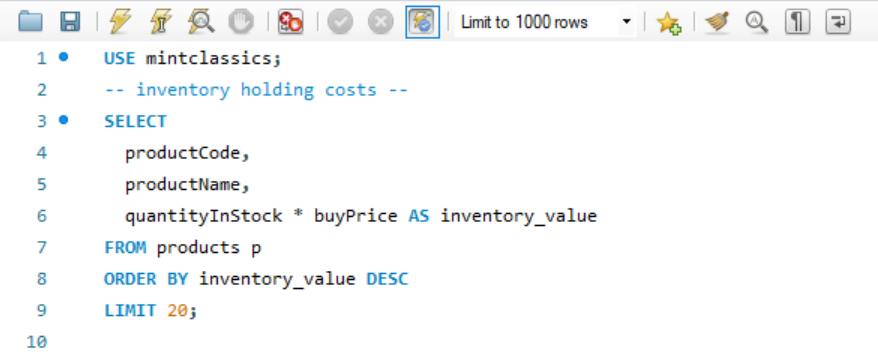 Limit to 1000 rows
1 USE mintclassics;
2 -- inventory holding costs --
3 SELECT
4 productCode,
5 productName,
6 quantityInStock * buyPrice AS inventory_value
7 FROM products p
8 ORDER BY inventory_value DESC
9 LIMIT 20;
10